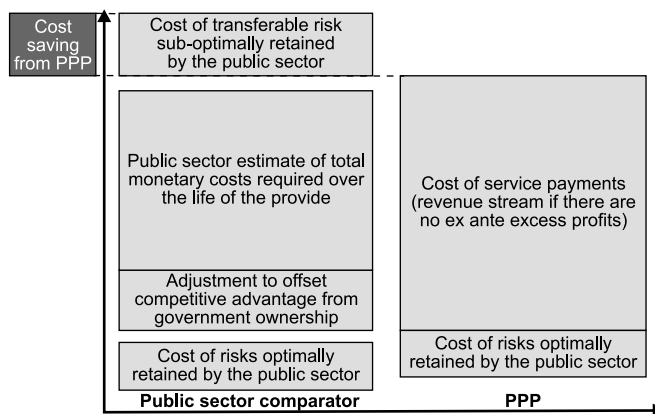 Cost
saving
from PPP
Cost of transferable risk
sub-optimally retained
by the public sector
Public sector estimate of total
monetary costs required over
the life of the provide
Adjustment to offset
competitive advantage from
government ownership
Cost of risks optimally
retained by the public sector
Public sector comparator
Cost of service payments
(revenue stream if there are
no ex ante excess profits)
Cost of risks optimally
retained by the public sector
PPP